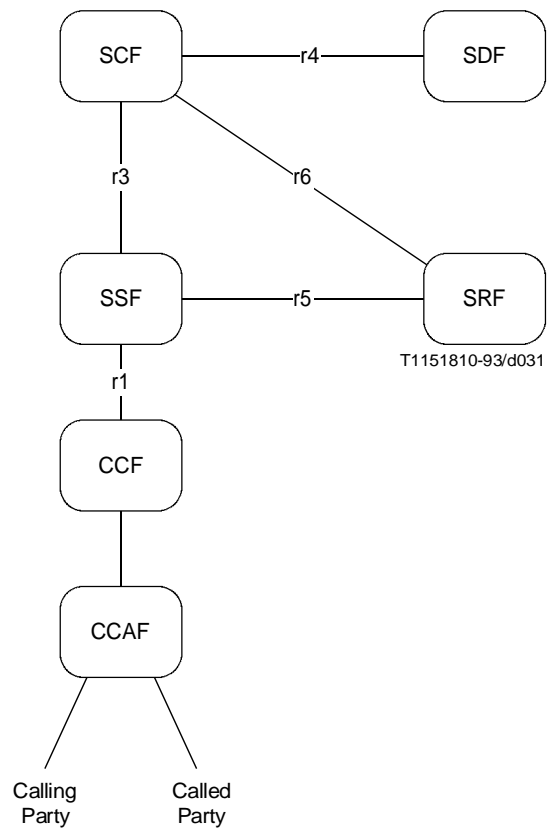 SCF
r4
SDF
r3
r6
SSF
r5
SRF
T1151810-93/d031
r1
CCF
CCAF
Calling
Party
Called
Party